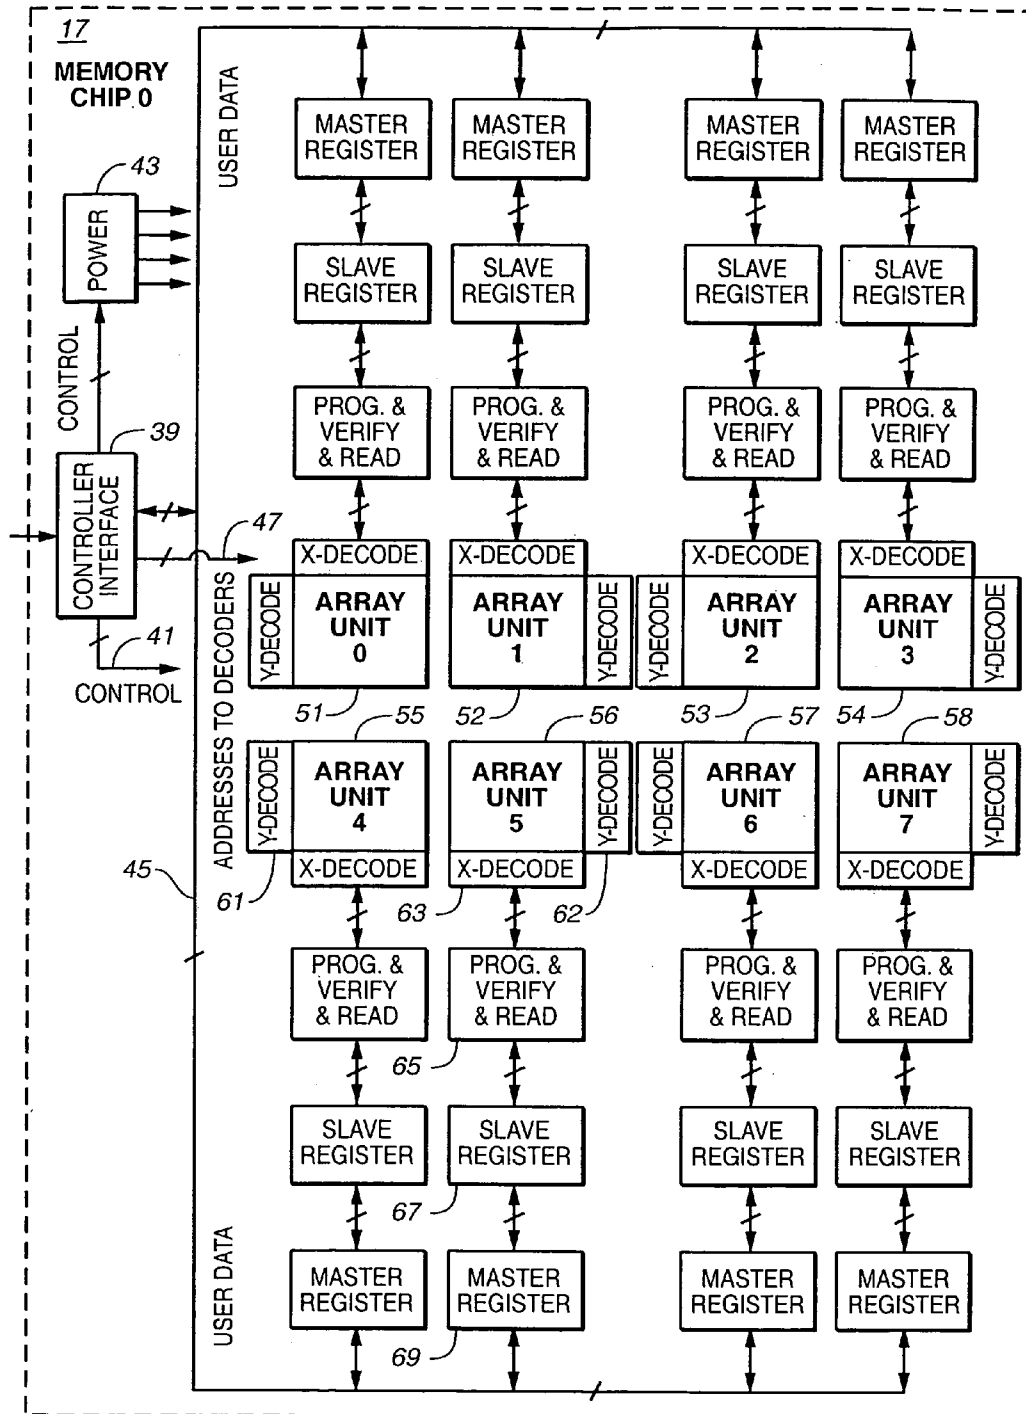 17
MEMORY
CHIP 0
43
POWER
CONTROL
39
CONTROLLER
INTERFACE
47
41
CONTROL
45
USER DATA
ADDRESSES TO DECODERS
USER DATA
MASTER
REGISTER
MASTER
REGISTER
MASTER
REGISTER
MASTER
REGISTER
SLAVE
REGISTER
SLAVE
REGISTER
SLAVE
REGISTER
SLAVE
REGISTER
PROG. &
VERIFY
& READ
PROG. &
VERIFY
& READ
PROG. &
VERIFY
& READ
PROG. &
VERIFY
& READ
X-DECODE
X-DECODE
X-DECODE
X-DECODE
Y-DECODE
ARRAY
UNIT
0
ARRAY
UNIT
1
Y-DECODE
Y-DECODE
ARRAY
UNIT
2
ARRAY
UNIT
3
Y-DECODE
51
52
53
54
55
56
57
58
Y-DECODE
ARRAY
UNIT
4
ARRAY
UNIT
5
Y-DECODE
Y-DECODE
ARRAY
UNIT
6
ARRAY
UNIT
7
Y-DECODE
X-DECODE
X-DECODE
X-DECODE
X-DECODE
61
63
62
PROG. &
VERIFY
& READ
PROG. &
VERIFY
& READ
PROG. &
VERIFY
& READ
PROG. &
VERIFY
& READ
65
SLAVE
REGISTER
SLAVE
REGISTER
SLAVE
REGISTER
SLAVE
REGISTER
67
MASTER
REGISTER
MASTER
REGISTER
MASTER
REGISTER
MASTER
REGISTER
69